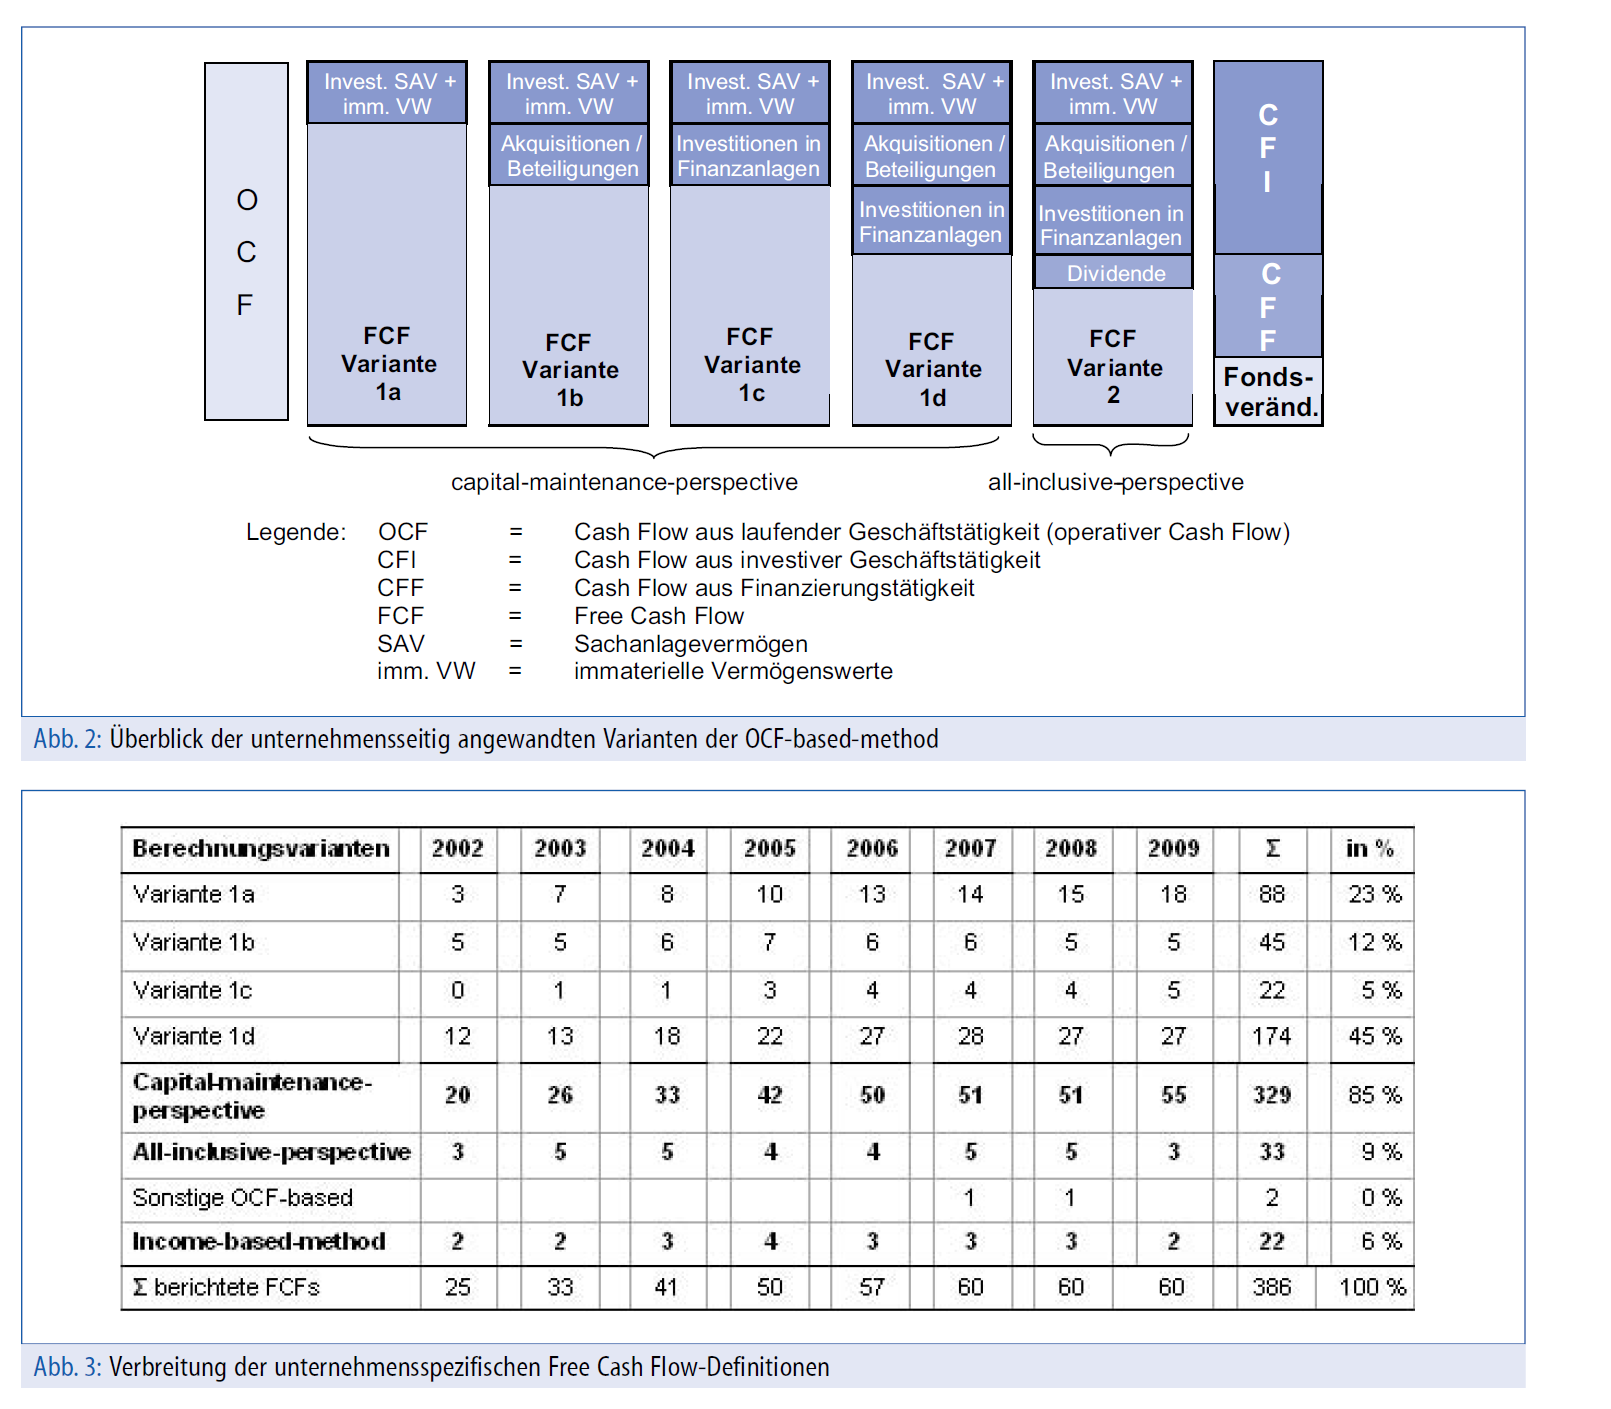 O
C
F
Invest. SAV +
imm. VW
FCF
Variante
1a
Invest. SAV +
imm. VW
Akquisitionen /
Beteiligungen
FCF
Variante
1b
Invest. SAV +
imm. VW
Investitionen in
Finanzanlagen
FCF
Variante
1c
Invest. SAV +
imm. VW
Akquisitionen /
Beteiligungen
Investitionen in
Finanzanlagen
FCF
Variante
1d
Invest. SAV +
imm. VW
Akquisitionen /
Beteiligungen
Investitionen in
Finanzanlagen
Dividende
FCF
Variante
2
C
F
I
C
F
F
Fonds-
veränd.
capital-maintenance-perspective
all-inclusive-perspective
Legende: OCF = Cash Flow aus laufender Geschäftstätigkeit (operativer Cash Flow)
CFI = Cash Flow aus investiver Geschäftstätigkeit
CFF = Cash Flow aus Finanzierungstätigkeit
FCF = Free Cash Flow
SAV = Sachanlagevermögen
imm. VW = immaterielle Vermögenswerte
Abb. 2: Überblick der unternehmensseitig angewandten Varianten der OCF-based-method
Berechnungsvarianten 2002 2003 2004 2005 2006 2007 2008 2009 Σ in %
Variante 1a 3 7 8 10 13 14 15 18 88 23 %
Variante 1b 5 5 6 7 6 6 5 5 45 12 %
Variante 1c 0 1 1 3 4 4 4 5 22 5 %
Variante 1d 12 13 18 22 27 28 27 27 174 45 %
Capital-maintenance-
perspective 20 26 33 42 50 51 51 55 329 85 %
All-inclusive-perspective 3 5 5 4 4 5 5 3 33 9 %
Sonstige OCF-based 1 1 2 0 %
Income-based-method 2 2 3 4 3 3 3 2 22 6 %
Σ berichtete FCFs 25 33 41 50 57 60 60 60 386 100 %
Abb. 3: Verbreitung der unternehmensspezifischen Free Cash Flow-Definitionen